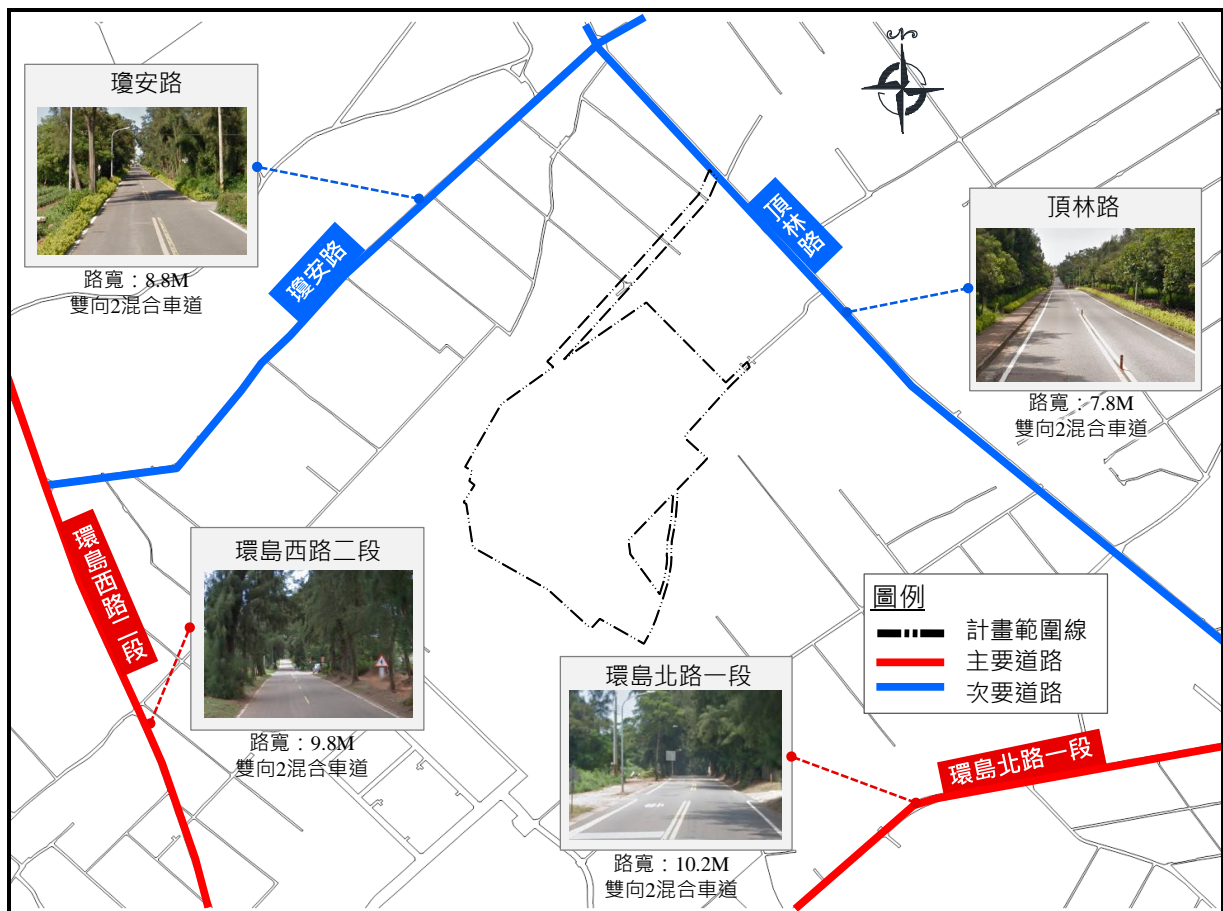 瓊安路
路寬：8.8M
雙向2混合車道
瓊安路
N
頂林路
頂林路
路寬：7.8M
雙向2混合車道
環島西路二段
環島西路二段
路寬：9.8M
雙向2混合車道
圖例
計畫範圍線
主要道路
次要道路
環島北路一段
路寬：10.2M
雙向2混合車道
環島北路一段